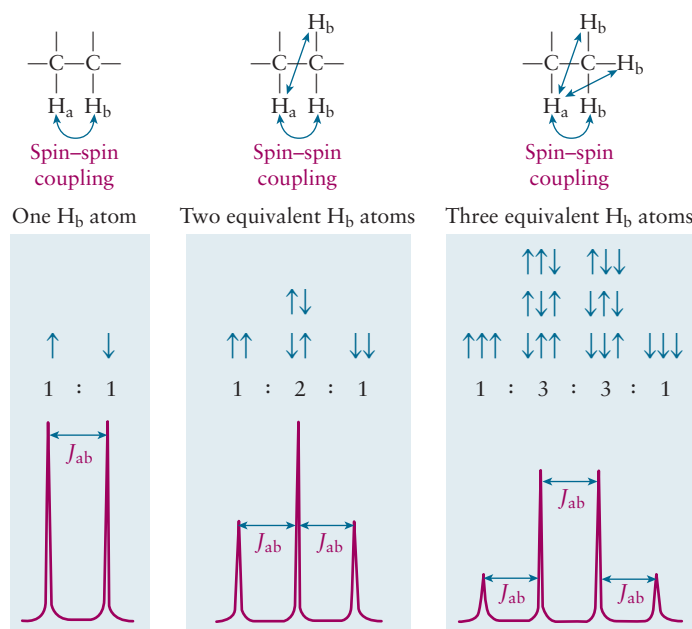 H_b
C C
C C
C C H_b
H_a H_b
H_a H_b
H_a H_b
Spin–spin
coupling
Spin–spin
coupling
Spin–spin
coupling
One H_b atom
Two equivalent H_b atoms
Three equivalent H_b atoms
↑ ↓
1 : 1
J_ab
↑↓
↑↑ ↓↑ ↓↓
1 : 2 : 1
J_ab J_ab
↑↑↓ ↑↓↓
↑↓↑ ↓↑↓
↑↑↑ ↓↑↑ ↓↓↑ ↓↓↓
1 : 3 : 3 : 1
J_ab
J_ab J_ab